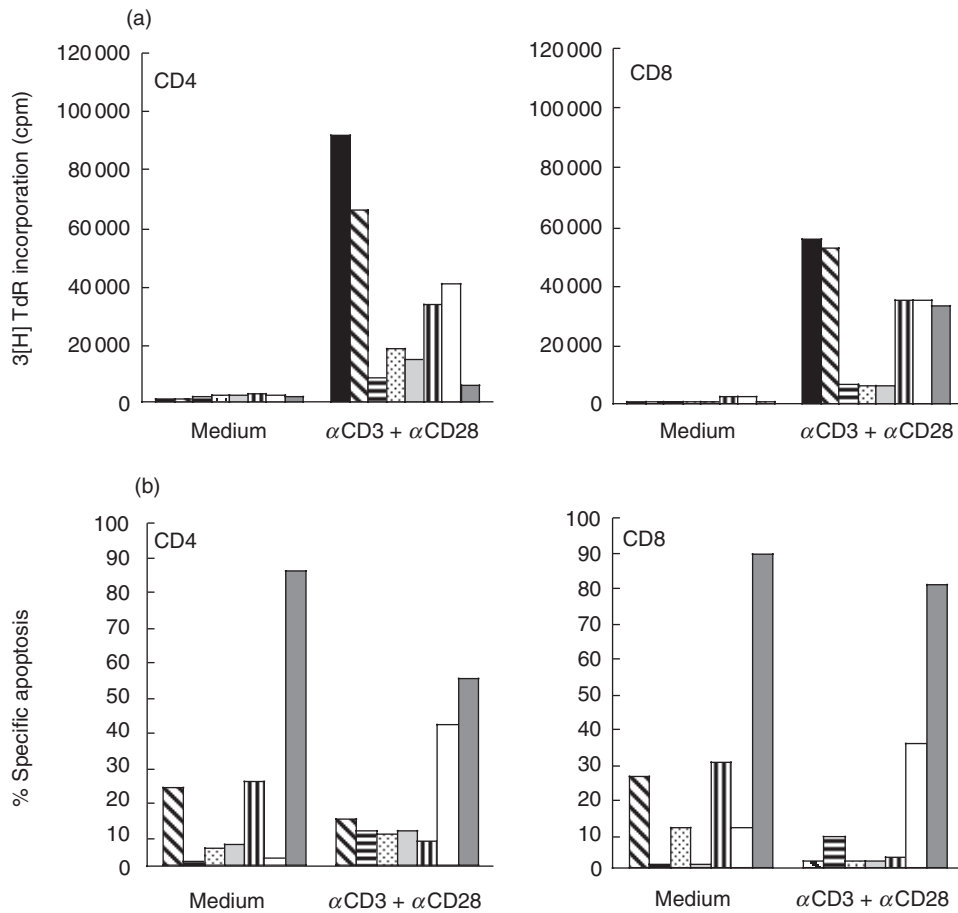 (a)
3[H] TdR incorporation (cpm)
120 000
100 000
80 000
60 000
40 000
20 000
0
CD4
Medium
αCD3 + αCD28
120 000
100 000
80 000
60 000
40 000
20 000
0
CD8
Medium
αCD3 + αCD28
(b)
% Specific apoptosis
100
90
80
70
60
50
40
30
20
10
0
CD4
Medium
αCD3 + αCD28
100
90
80
70
60
50
40
30
20
10
0
CD8
Medium
αCD3 + αCD28